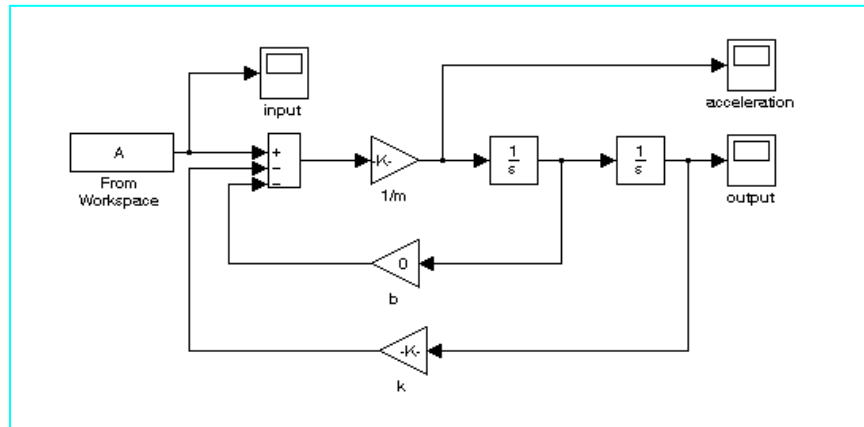 input
acceleration
A
+
−
−
-K-
1
s
1
s
From
Workspace
1/m
output
0
b
-K-
k